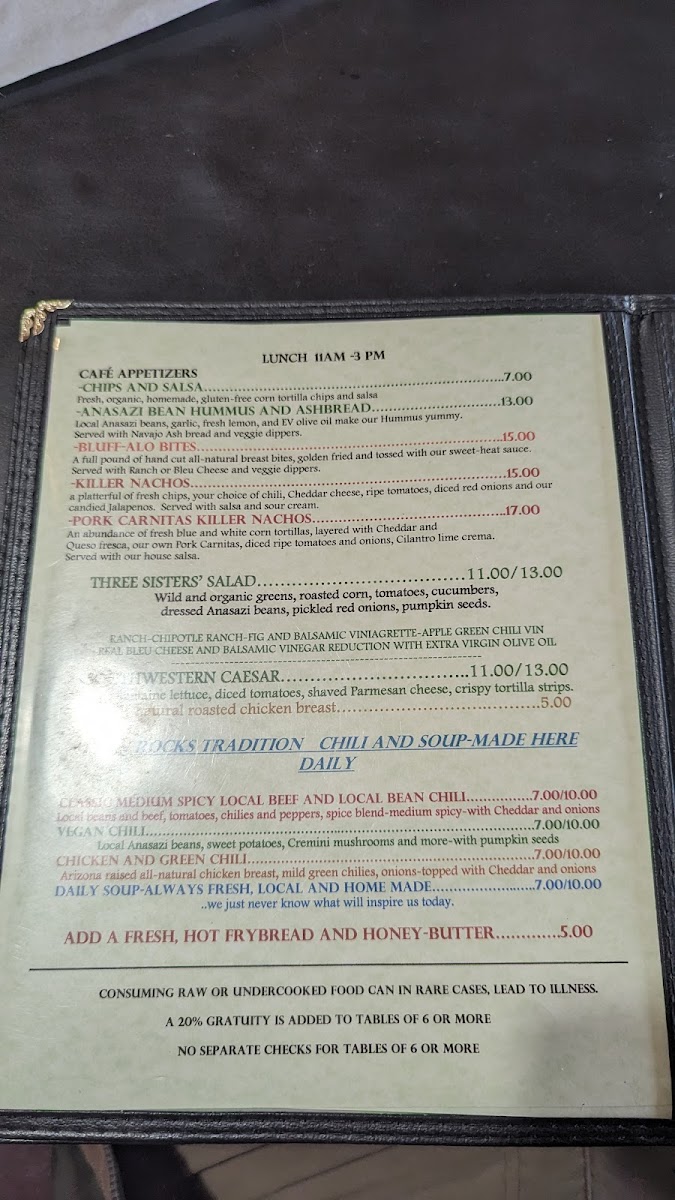 LUNCH 11AM -3 PM
CAFÉ APPETIZERS
-CHIPS AND SALSA...7.00
Fresh, organic, homemade, gluten-free corn tortilla chips and salsa
-ANASAZI BEAN HUMMUS AND ASHBREAD...13.00
Local Anasazi beans, garlic, fresh lemon, and EV olive oil make our Hummus yummy.
Served with Navajo Ash bread and veggie dippers.
-BLUFF-ALO BITES...15.00
A full pound of hand cut all-natural breast bites, golden fried and tossed with our sweet-heat sauce.
Served with Ranch or Bleu Cheese and veggie dippers.
-KILLER NACHOS...15.00
a platterful of fresh chips, your choice of chili, Cheddar cheese, ripe tomatoes, diced red onions and our
candied Jalapenos. Served with salsa and sour cream.
-PORK CARNITAS KILLER NACHOS...17.00
An abundance of fresh blue and white corn tortillas, layered with Cheddar and
Queso fresca, our own Pork Carnitas, diced ripe tomatoes and onions, Cilantro lime crema.
Served with our house salsa.
THREE SISTERS' SALAD...11.00/13.00
Wild and organic greens, roasted corn, tomatoes, cucumbers,
dressed Anasazi beans, pickled red onions, pumpkin seeds.
RANCH-CHIPOTLE RANCH-FIG AND BALSAMIC VINIAGRETTE-APPLE GREEN CHILI VIN
REAL BLEU CHEESE AND BALSAMIC VINEGAR REDUCTION WITH EXTRA VIRGIN OLIVE OIL
CAESAR...11.00/13.00
lettuce, diced tomatoes, shaved Parmesan cheese, crispy tortilla strips.
roasted chicken breast...5.00
ROCKS TRADITION CHILI AND SOUP-MADE HERE
DAILY
CLASSIC MEDIUM SPICY LOCAL BEEF AND LOCAL BEAN CHILI...7.00/10.00
Local beans and beef, tomatoes, chilies and peppers, spice blend-medium spicy-with Cheddar and onions
VEGAN CHILI...7.00/10.00
Local Anasazi beans, sweet potatoes, Cremini mushrooms and more-with pumpkin seeds
CHICKEN AND GREEN CHILI...7.00/10.00
Arizona raised all-natural chicken breast, mild green chilies, onions-topped with Cheddar and onions
DAILY SOUP-ALWAYS FRESH, LOCAL AND HOME MADE...7.00/10.00
..we just never know what will inspire us today.
ADD A FRESH, HOT FRYBREAD AND HONEY-BUTTER...5.00
CONSUMING RAW OR UNDERCOOKED FOOD CAN IN RARE CASES, LEAD TO ILLNESS.
A 20% GRATUITY IS ADDED TO TABLES OF 6 OR MORE
NO SEPARATE CHECKS FOR TABLES OF 6 OR MORE